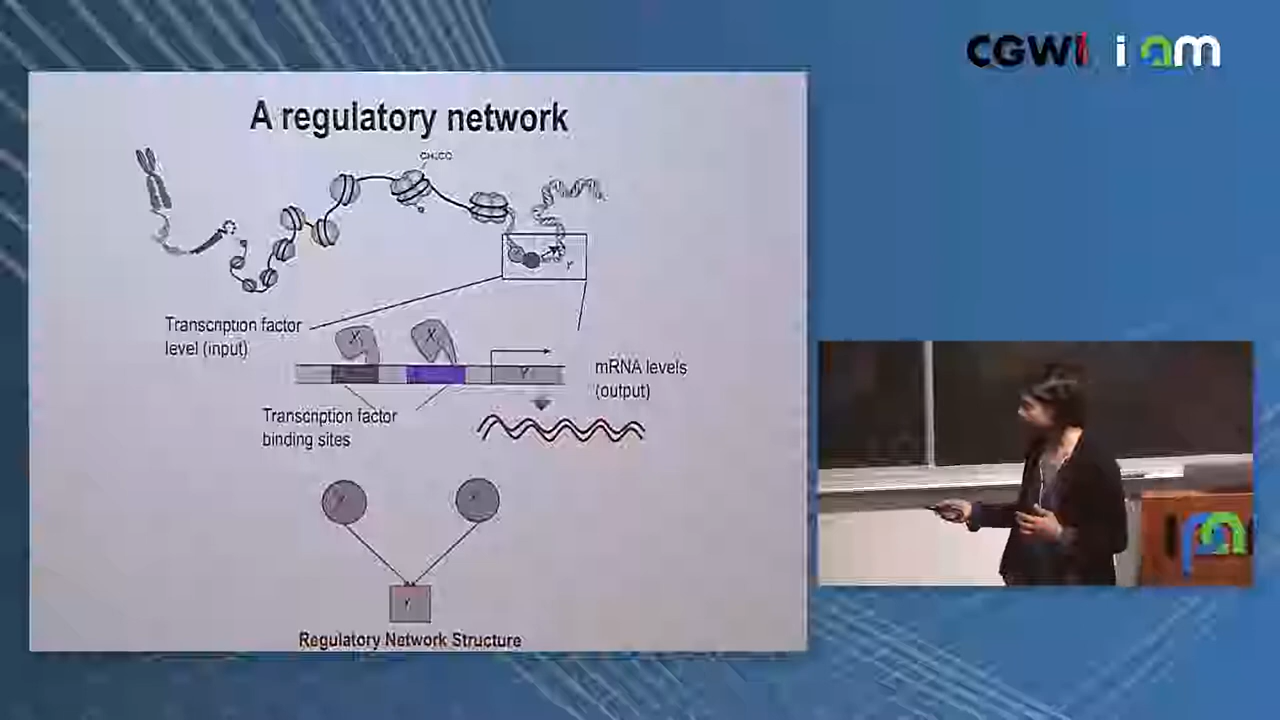 CGWI iam
A regulatory network
Transcription factor
level (input)
X
X
Y
mRNA levels
(output)
Transcription factor
binding sites
Y
Regulatory Network Structure